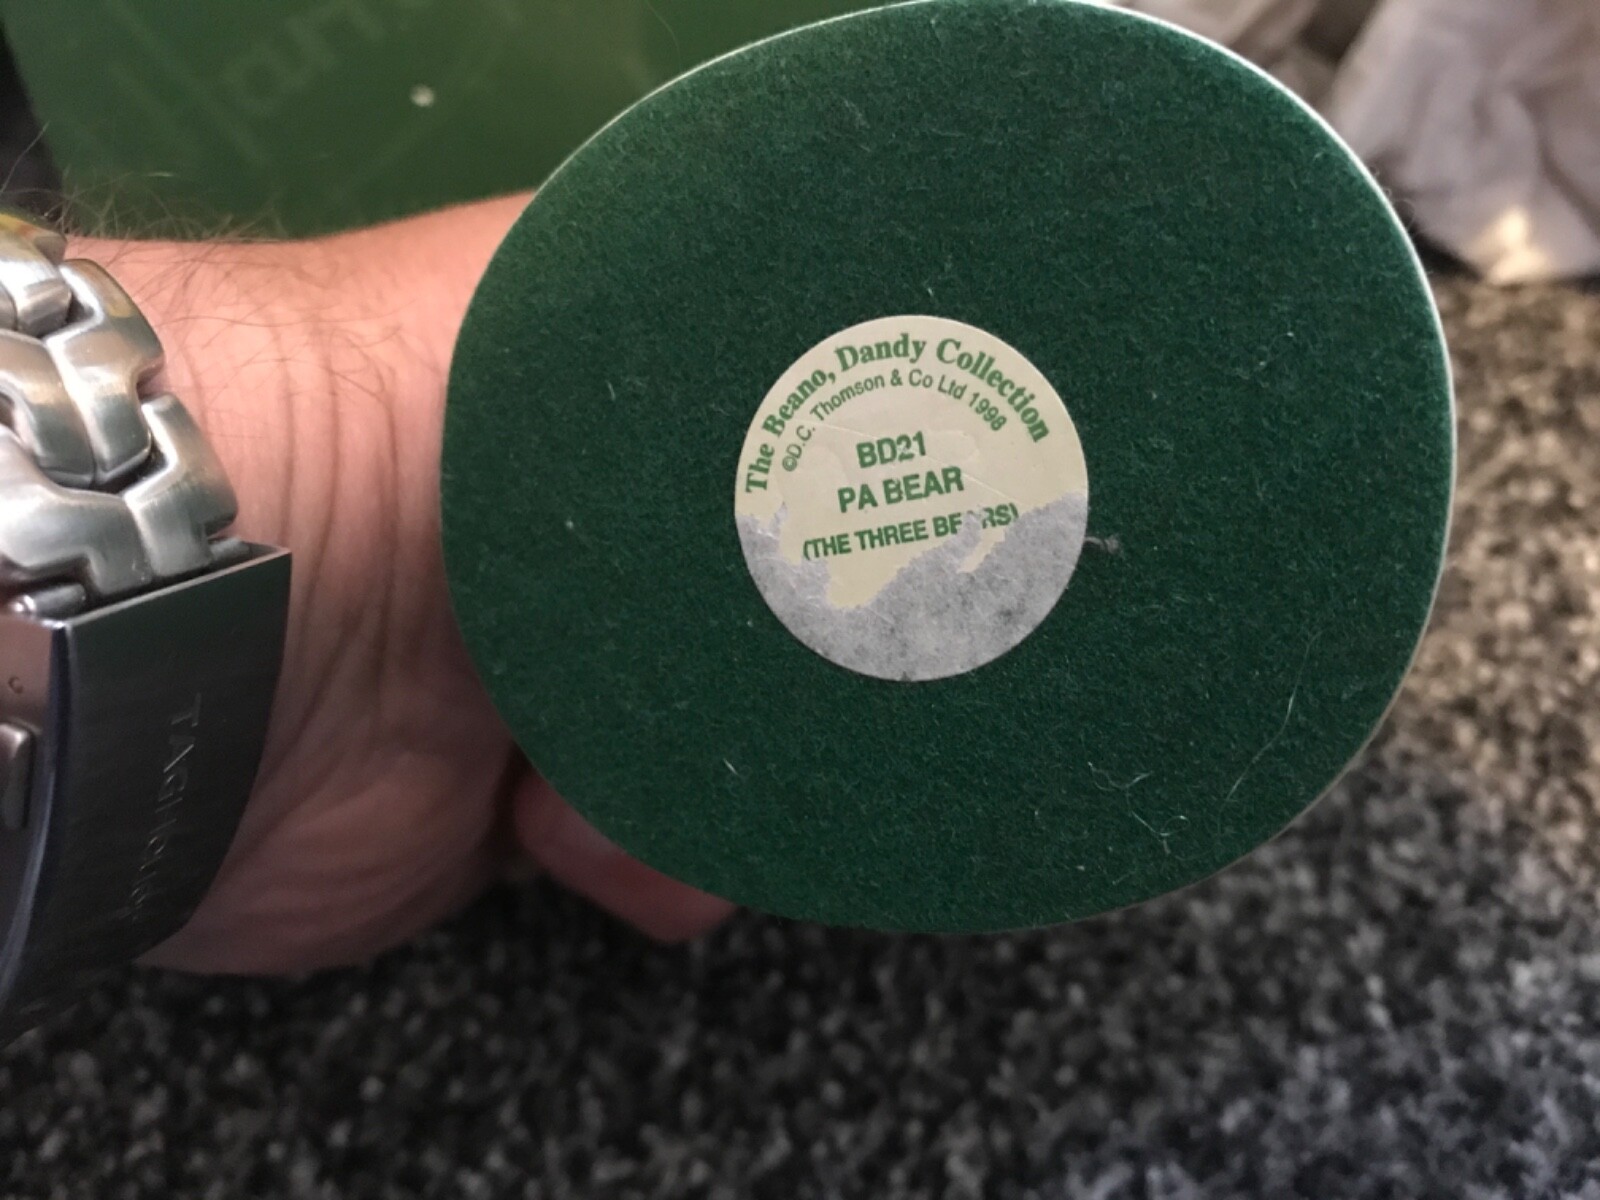 The Beano, Dandy Collection
©D.C. Thomson & Co Ltd 1998
BD21
PA BEAR
(THE THREE BEARS)